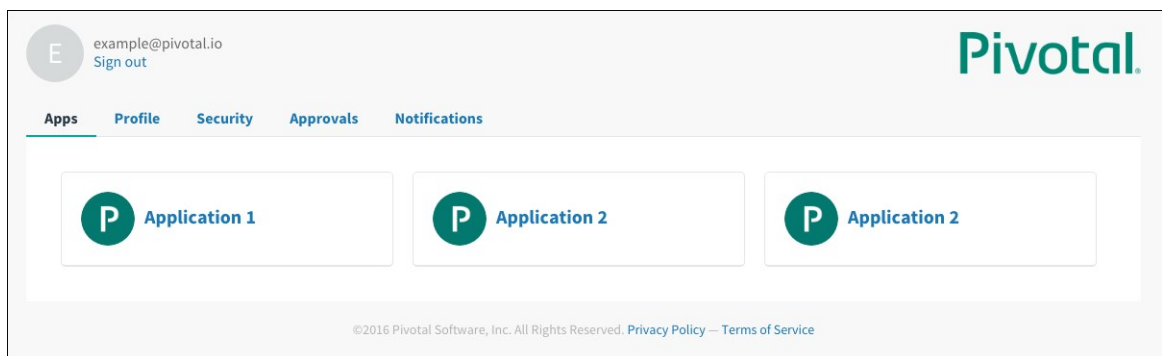 E
example@pivotal.io
Sign out
Pivotal®
Apps Profile Security Approvals Notifications
P Application 1 P Application 2 P Application 2
©2016 Pivotal Software, Inc. All Rights Reserved. Privacy Policy — Terms of Service